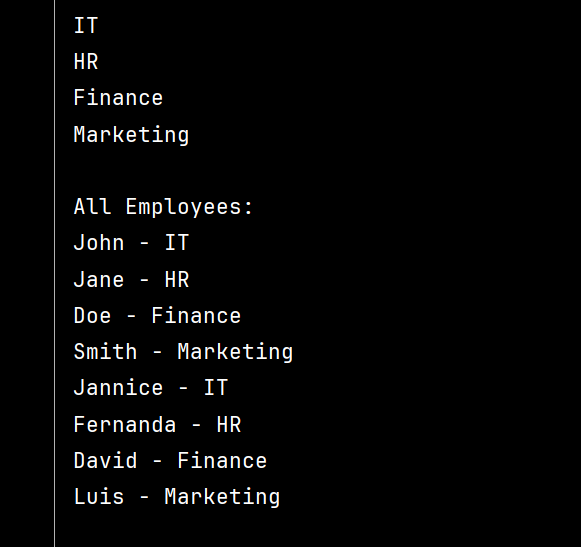 IT
HR
Finance
Marketing

All Employees:
John - IT
Jane - HR
Doe - Finance
Smith - Marketing
Jannice - IT
Fernanda - HR
David - Finance
Luis - Marketing